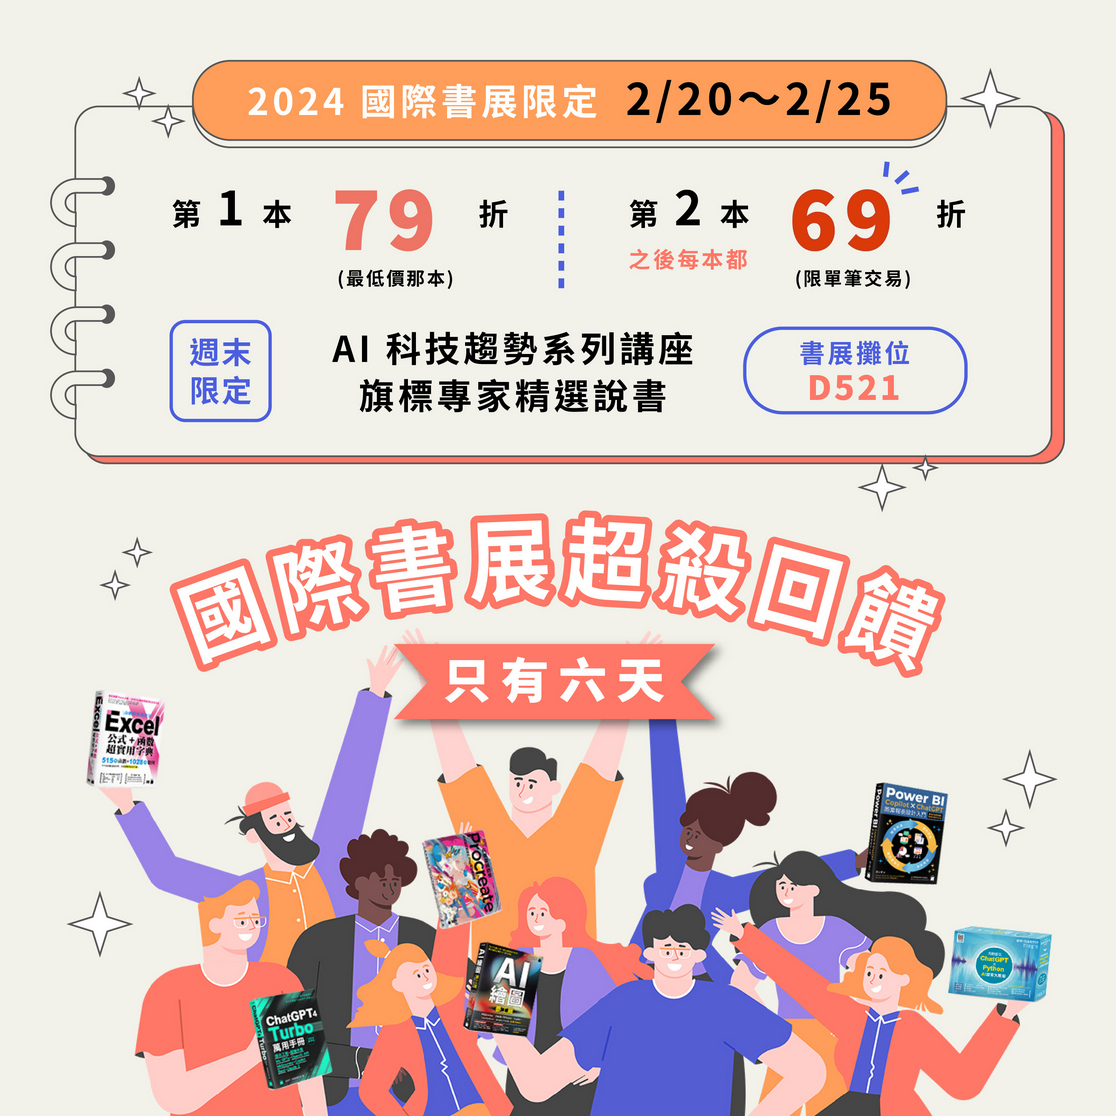 2024 國際書展限定 2/20～2/25
第 1 本 79 折
(最低價那本)
第 2 本 69 折
之後每本都
(限單筆交易)
週末
限定
AI 科技趨勢系列講座
旗標專家精選說書
書展攤位
D521
國際書展超殺回饋
只有六天
Excel
Excel
公式+函數
超實用字典
Power BI
Power BI
Copilot X ChatGPT
Procreate
AI
繪圖
ChatGPT 4
Turbo
萬用手冊
ChatGPT
Python